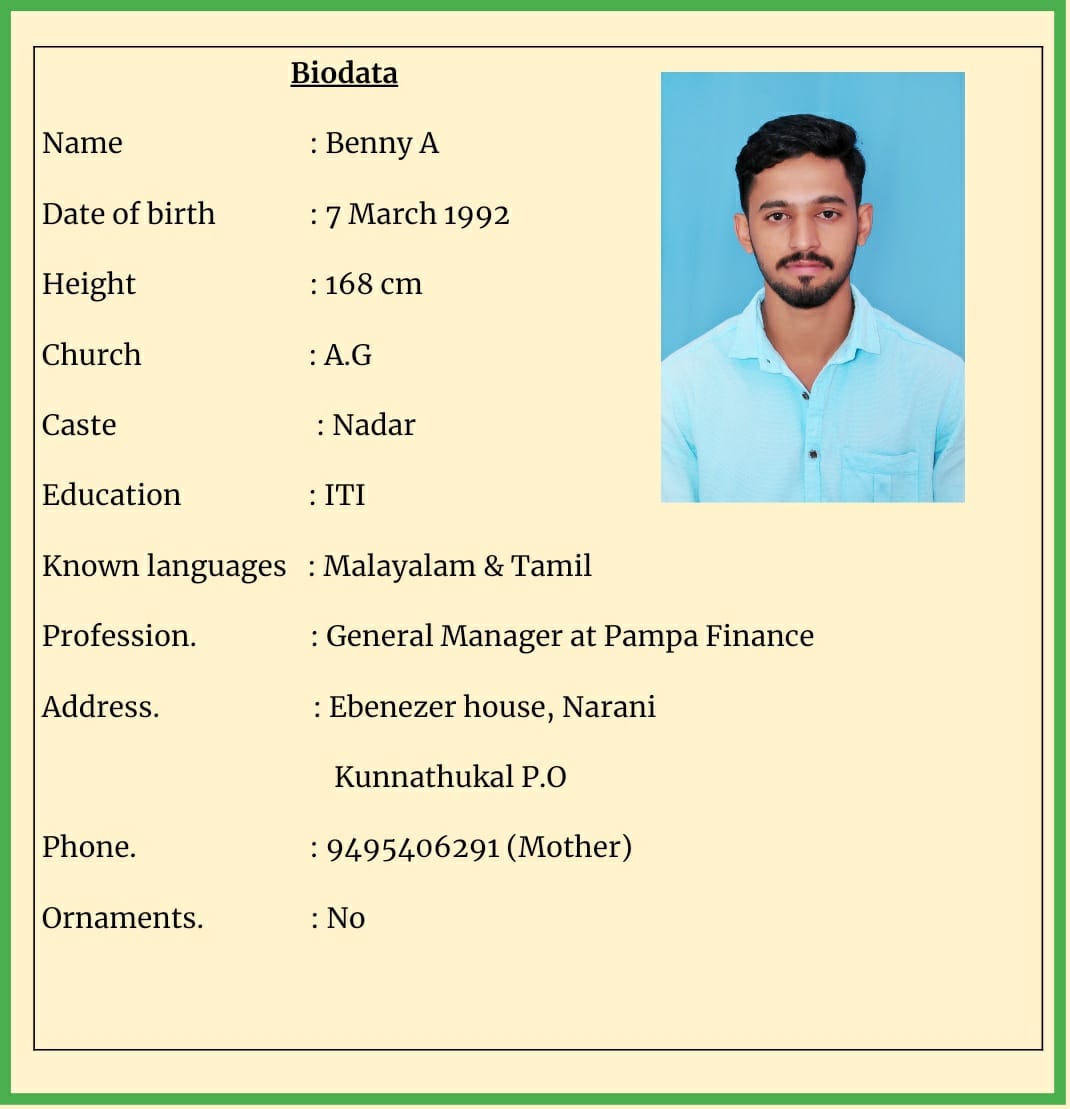 Biodata
Name : Benny A
Date of birth : 7 March 1992
Height : 168 cm
Church : A.G
Caste : Nadar
Education : ITI
Known languages : Malayalam & Tamil
Profession. : General Manager at Pampa Finance
Address. : Ebenezer house, Narani
Kunnathukal P.O
Phone. : 9495406291 (Mother)
Ornaments. : No